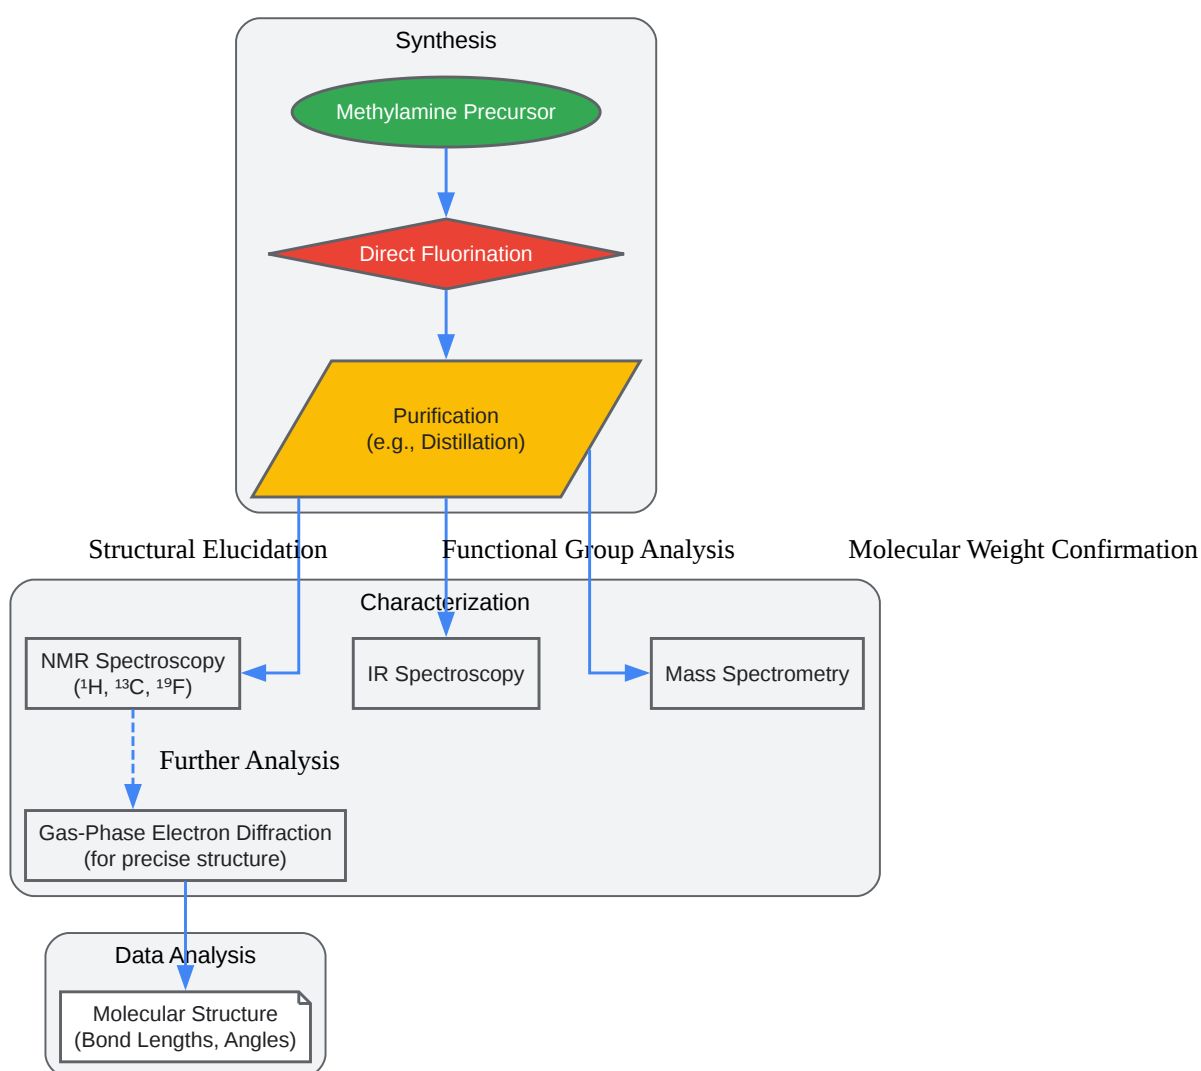 Synthesis
Methylamine Precursor
Direct Fluorination
Purification
(e.g., Distillation)
Structural Elucidation
Functional Group Analysis
Molecular Weight Confirmation
Characterization
NMR Spectroscopy
(¹H, ¹³C, ¹⁹F)
IR Spectroscopy
Mass Spectrometry
Further Analysis
Gas-Phase Electron Diffraction
(for precise structure)
Data Analysis
Molecular Structure
(Bond Lengths, Angles)